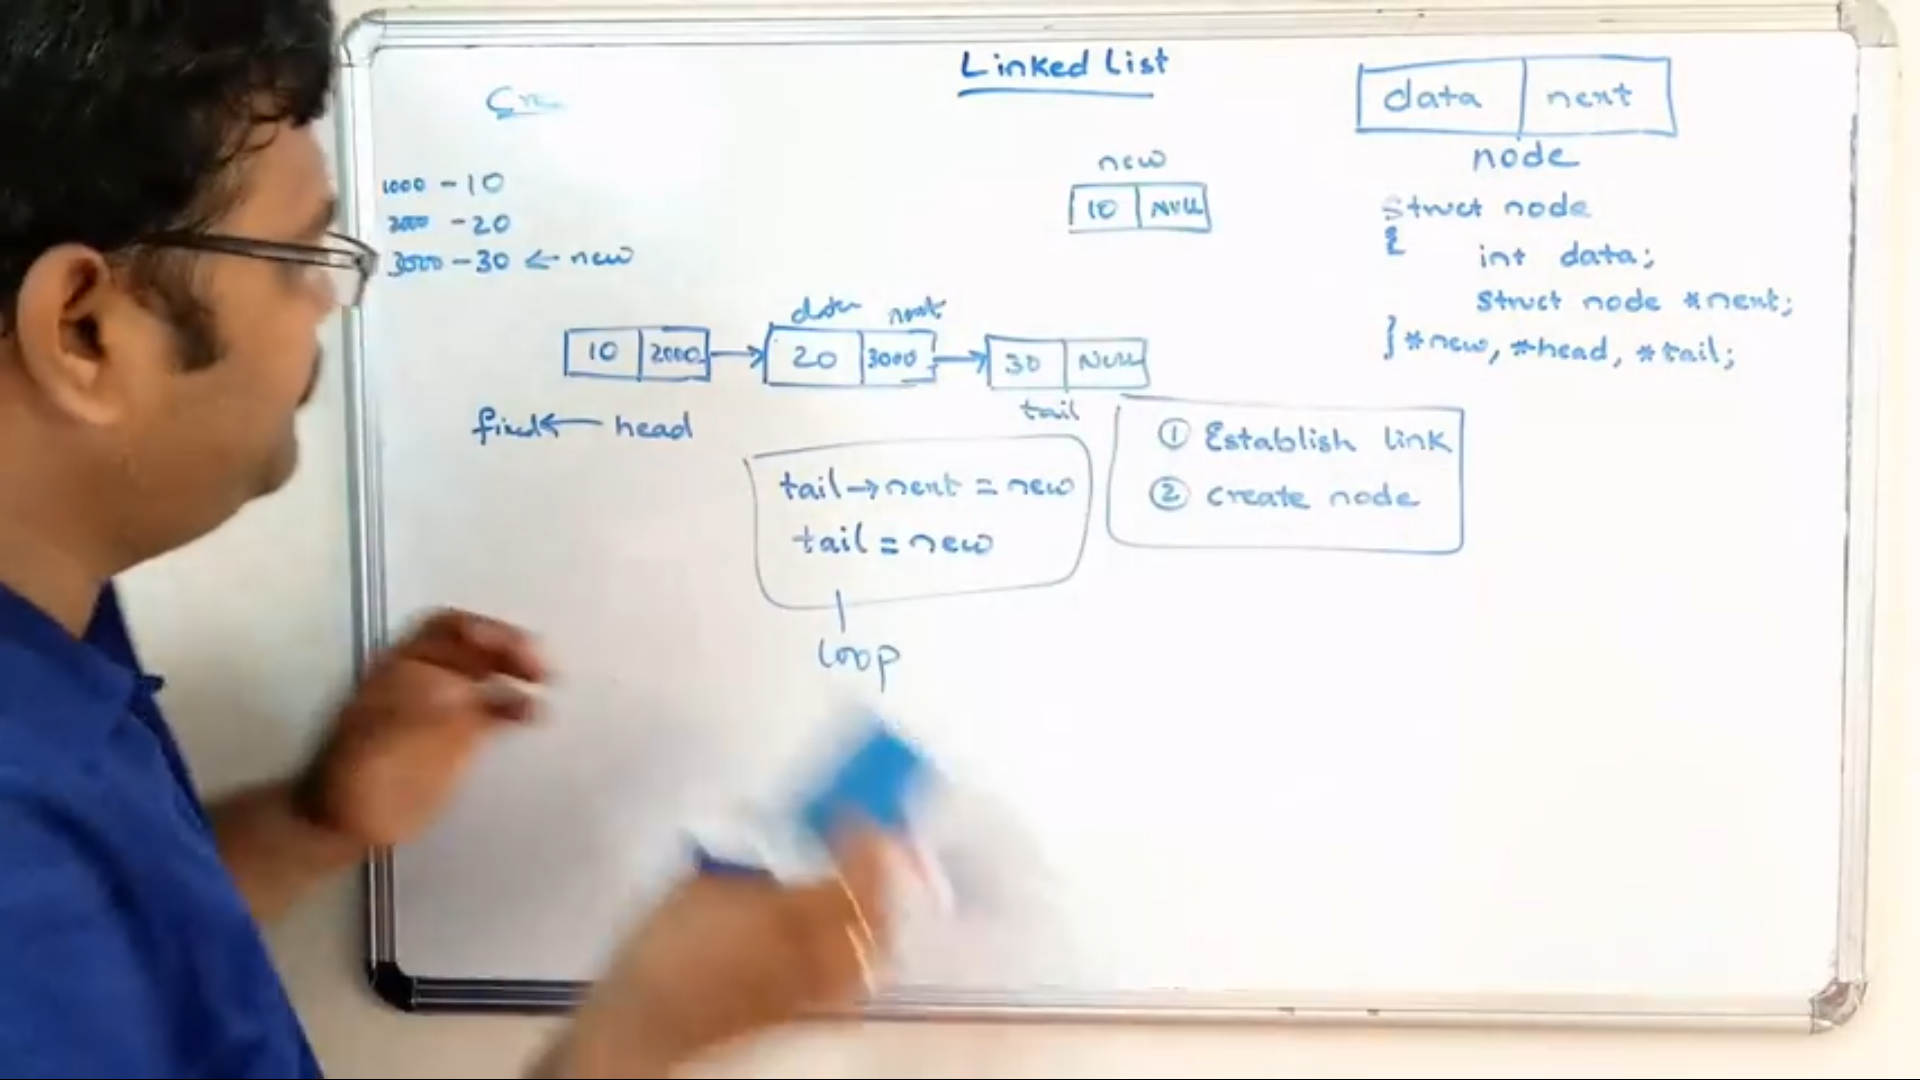 Linked List
data next
node
1000 - 10
2000 - 20
3000 - 30 ← new
new
10 NULL
struct node
{
int data;
struct node *next;
} *new, *head, *tail;
data next
10 2000 → 20 3000 → 30 NULL
fixed ← head
tail
tail → next = new
tail = new
loop
① Establish link
② create node